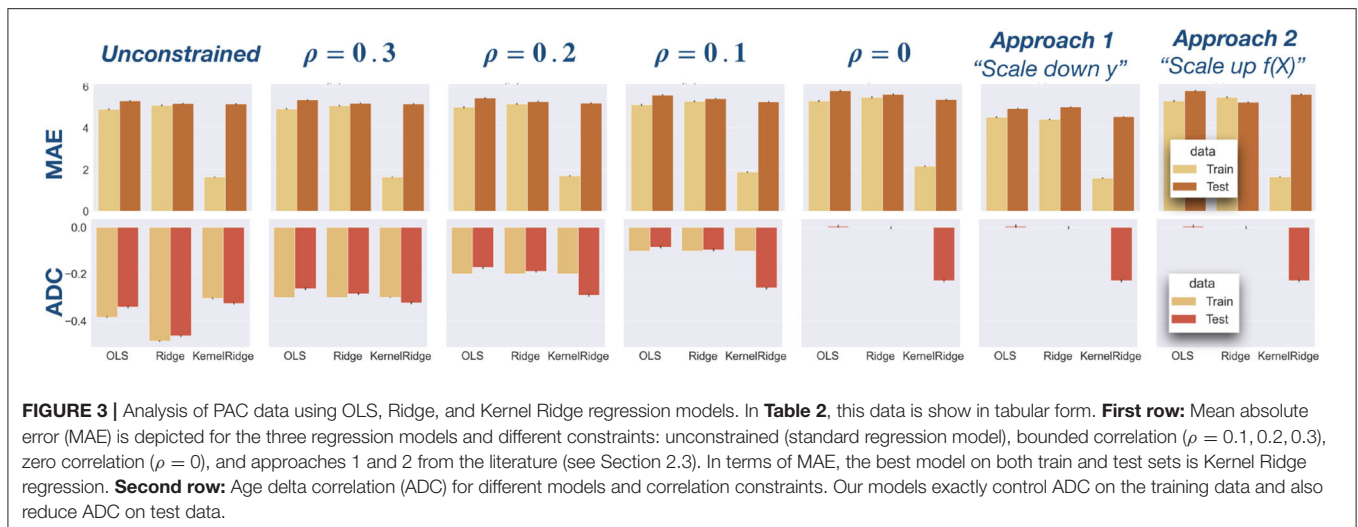 Unconstrained
ρ = 0.3
ρ = 0.2
ρ = 0.1
ρ = 0
Approach 1
"Scale down y"
Approach 2
"Scale up f(X)"
MAE
6
4
2
0
data
Train
Test
ADC
0.0
−0.2
−0.4
data
Train
Test
OLS Ridge KernelRidge
OLS Ridge KernelRidge
OLS Ridge KernelRidge
OLS Ridge KernelRidge
OLS Ridge KernelRidge
OLS Ridge KernelRidge
OLS Ridge KernelRidge
FIGURE 3 | Analysis of PAC data using OLS, Ridge, and Kernel Ridge regression models. In Table 2, this data is show in tabular form. First row: Mean absolute
error (MAE) is depicted for the three regression models and different constraints: unconstrained (standard regression model), bounded correlation (ρ = 0.1, 0.2, 0.3),
zero correlation (ρ = 0), and approaches 1 and 2 from the literature (see Section 2.3). In terms of MAE, the best model on both train and test sets is Kernel Ridge
regression. Second row: Age delta correlation (ADC) for different models and correlation constraints. Our models exactly control ADC on the training data and also
reduce ADC on test data.